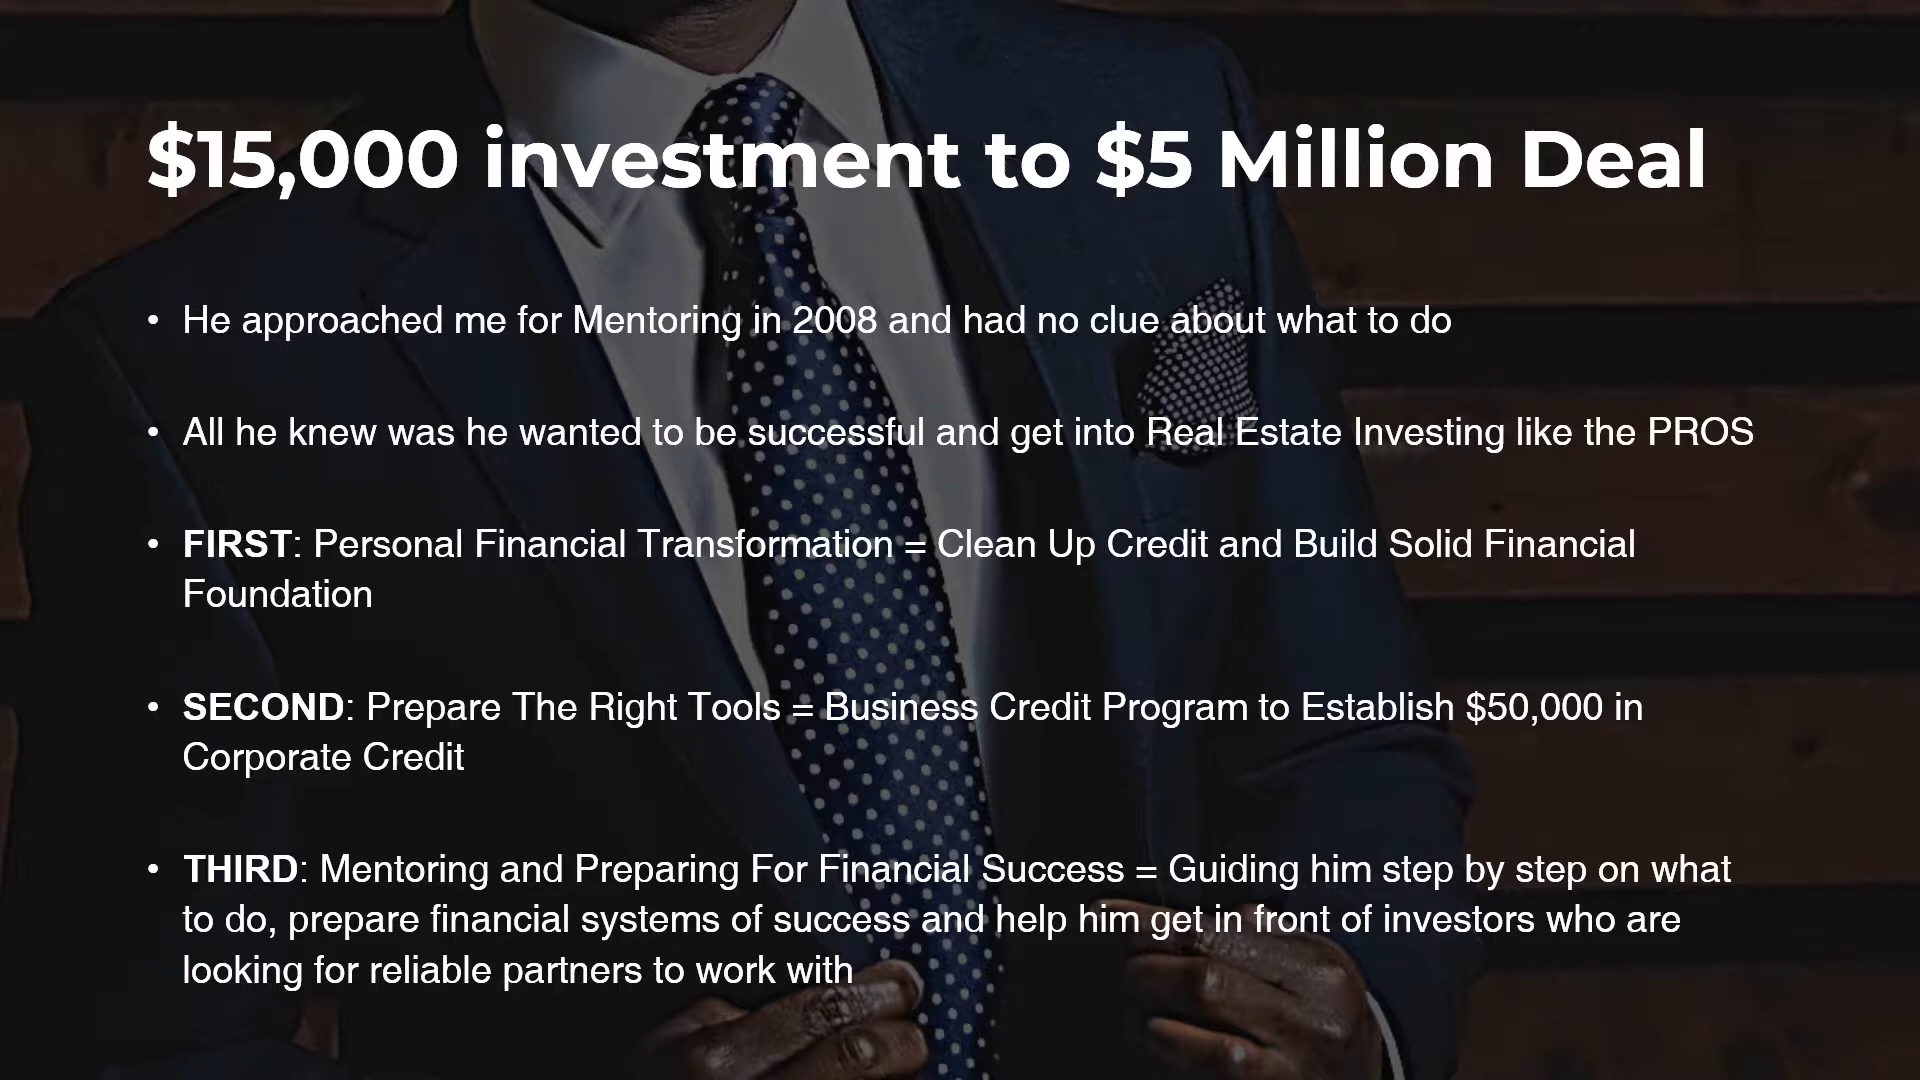 $15,000 investment to $5 Million Deal
• He approached me for Mentoring in 2008 and had no clue about what to do
• All he knew was he wanted to be successful and get into Real Estate Investing like the PROS
• FIRST: Personal Financial Transformation = Clean Up Credit and Build Solid Financial
Foundation
• SECOND: Prepare The Right Tools = Business Credit Program to Establish $50,000 in
Corporate Credit
• THIRD: Mentoring and Preparing For Financial Success = Guiding him step by step on what
to do, prepare financial systems of success and help him get in front of investors who are
looking for reliable partners to work with